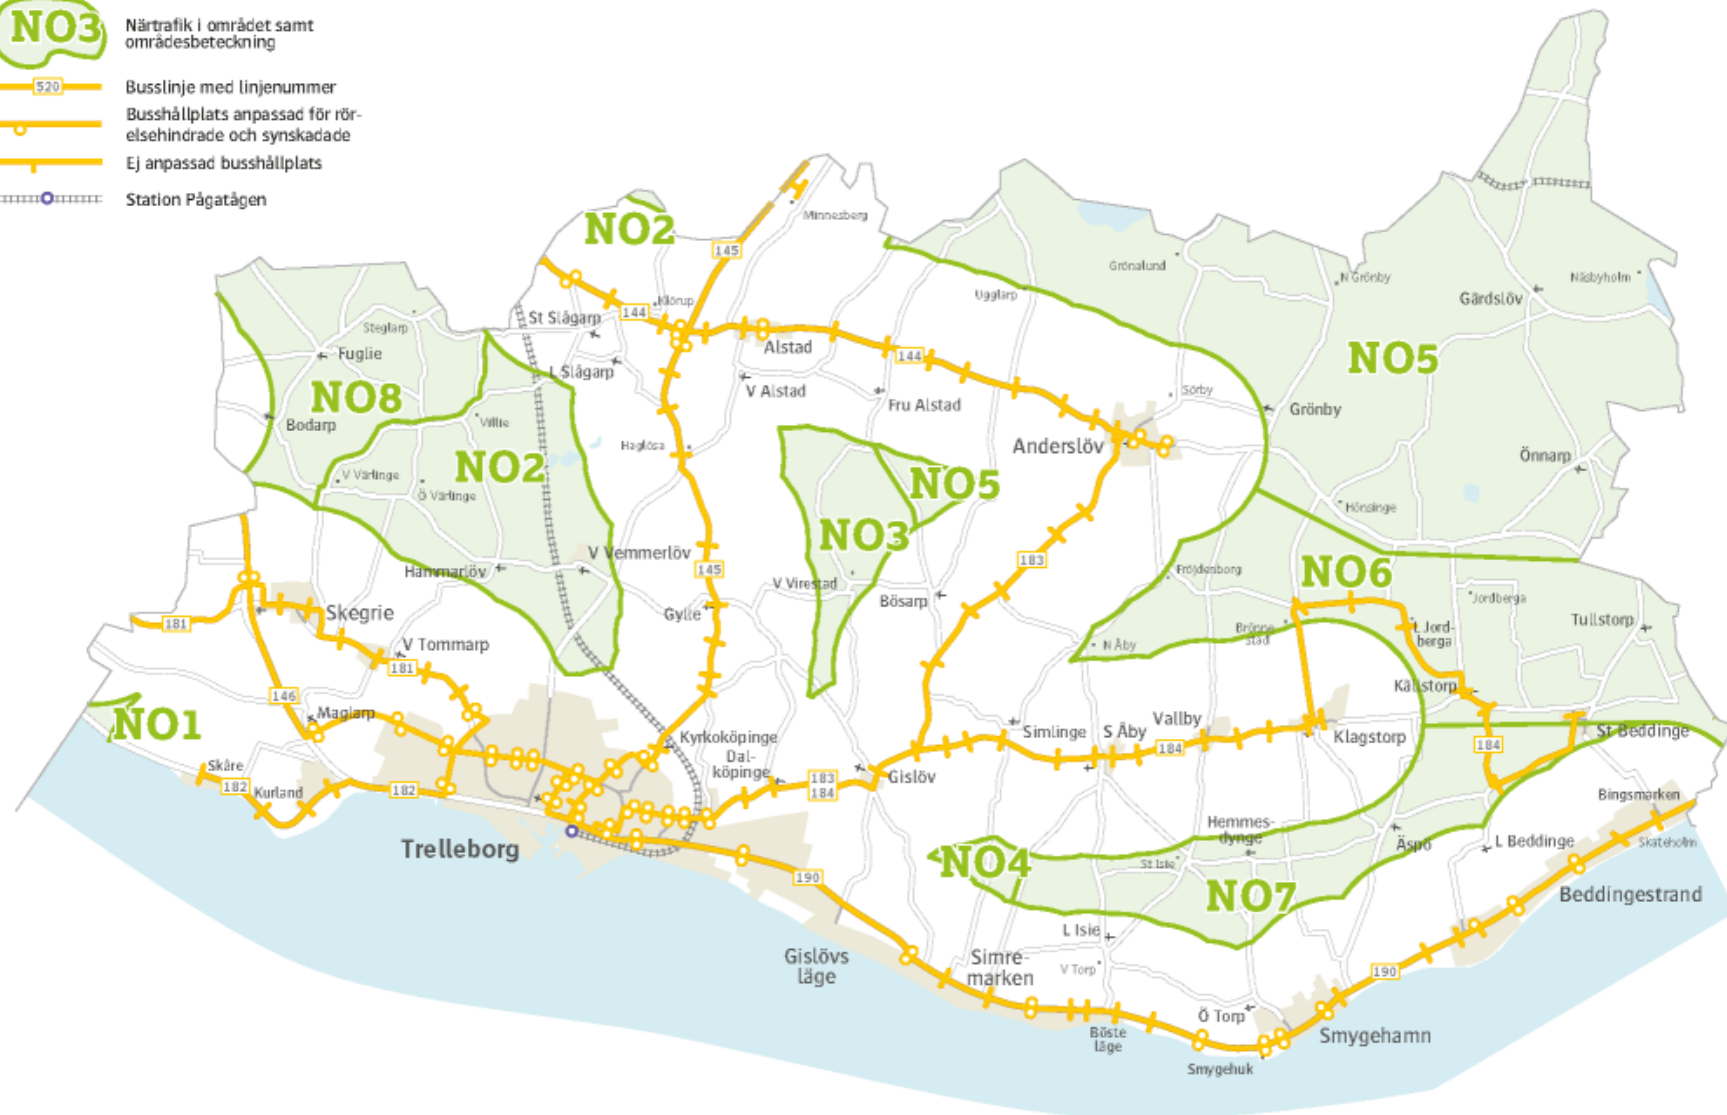 NO3
Närtrafik i området samt
områdesbeteckning
520
Busslinje med linjenummer
Busshållplats anpassad för rör-
elsehindrade och synskadade
Ej anpassad busshållplats
Station Pågatågen
NO2
145
Minnesberg
Grönalund
N Grönby
Näsbyholm
Gärdslöv
Ugglarp
Klörup
144
St Slågarp
Steglarp
Fuglie
Alstad
144
NO5
L Slågarp
V Alstad
Fru Alstad
Sörby
Grönby
NO8
Bodarp
Villie
Haglösa
Anderslöv
Önnarp
NO2
V Värlinge
Ö Värlinge
NO5
Hönsinge
NO3
V Vemmerlöv
145
183
Hammarlöv
V Virestad
Bösarp
Fröjdenborg
NO6
Jordberga
Skegrie
181
Gylle
Brönne-
stad
L Jord-
berga
Tullstorp
V Tommarp
181
N Åby
146
Källstorp
NO1
Maglarp
Kyrkoköpinge
Simlinge
S Åby
Vallby
184
Klagstorp
184
St Beddinge
Dal-
köpinge
Skåre
182
Kurland
182
183
184
Gislöv
Bingsmarken
Trelleborg
Hemmes-
dynge
Äspö
L Beddinge
Skateholm
NO4
St Isie
190
NO7
Beddingestrand
L Isie
Gislövs
läge
Simre-
marken
V Torp
190
Ö Torp
Böste
läge
Smygehamn
Smygehuk